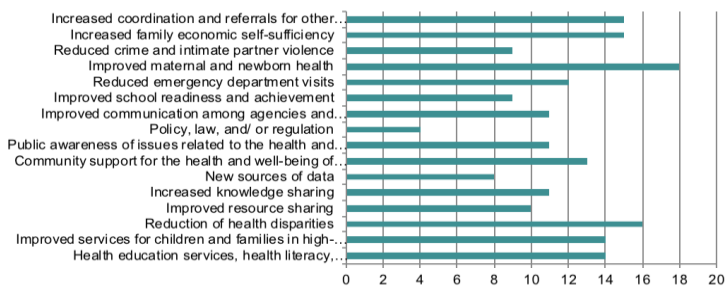 Increased coordination and referrals for other...
Increased family economic self-sufficiency
Reduced crime and intimate partner violence
Improved maternal and newborn health
Reduced emergency department visits
Improved school readiness and achievement
Improved communication among agencies and...
Policy, law, and/ or regulation
Public awareness of issues related to the health and...
Community support for the health and well-being of...
New sources of data
Increased knowledge sharing
Improved resource sharing
Reduction of health disparities
Improved services for children and families in high-...
Health education services, health literacy,...
0 2 4 6 8 10 12 14 16 18 20